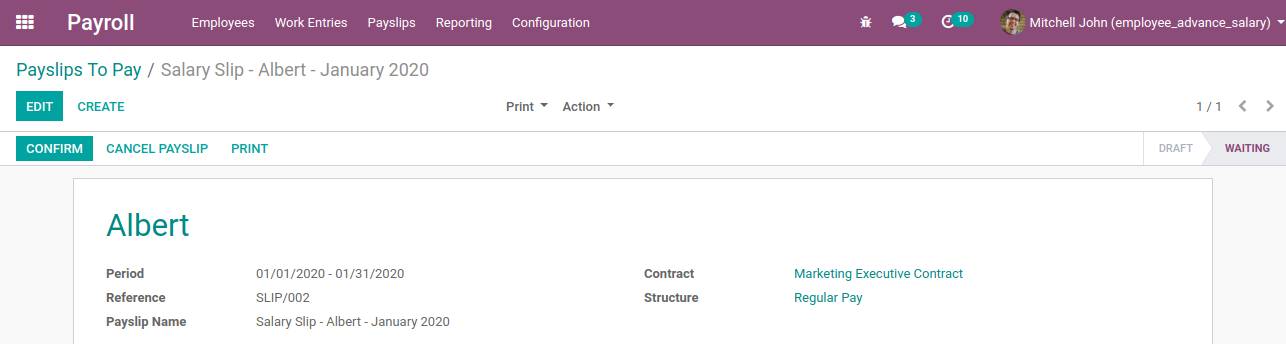 Payroll Employees Work Entries Payslips Reporting Configuration 3 10 Mitchell John (employee_advance_salary)
Payslips To Pay / Salary Slip - Albert - January 2020
EDIT CREATE Print Action 1 / 1
CONFIRM CANCEL PAYSLIP PRINT DRAFT WAITING
Albert
Period 01/01/2020 - 01/31/2020 Contract Marketing Executive Contract
Reference SLIP/002 Structure Regular Pay
Payslip Name Salary Slip - Albert - January 2020